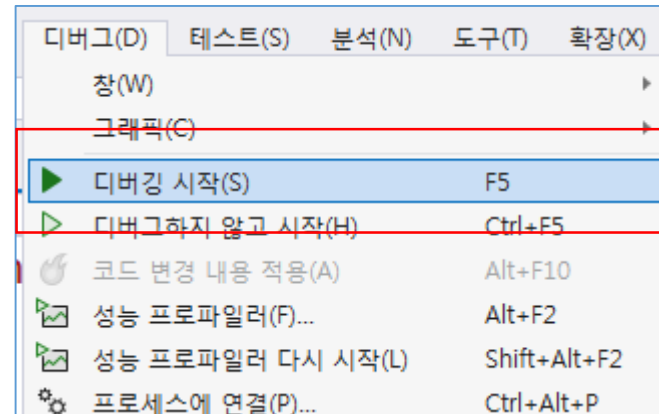 디버그(D) 테스트(S) 분석(N) 도구(T) 확장(X)
창(W)
그래픽(C)
디버깅 시작(S) F5
디버그하지 않고 시작(H) Ctrl+F5
코드 변경 내용 적용(A) Alt+F10
성능 프로파일러(F)... Alt+F2
성능 프로파일러 다시 시작(L) Shift+Alt+F2
프로세스에 연결(P)... Ctrl+Alt+P